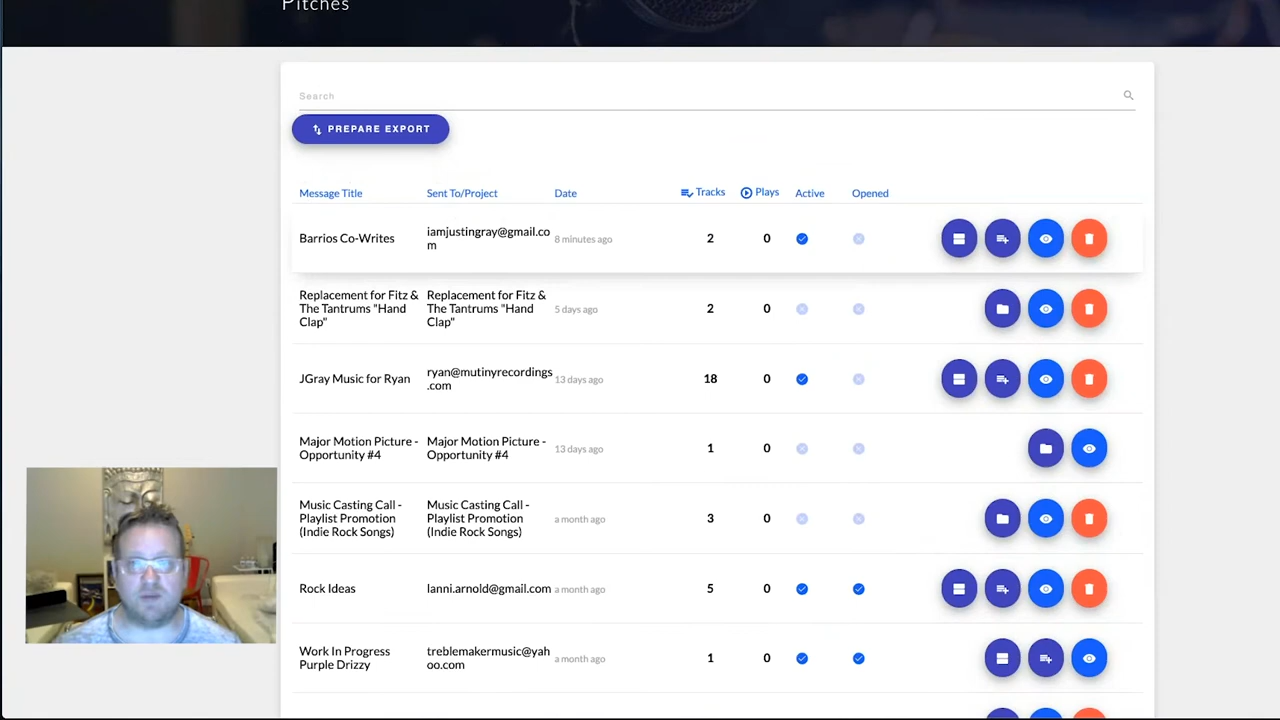 Pitches
Search
PREPARE EXPORT
Message Title Sent To/Project Date Tracks Plays Active Opened
Barrios Co-Writes
iamjustingray@gmail.co
m
8 minutes ago
2 0
Replacement for Fitz &
The Tantrums "Hand
Clap"
Replacement for Fitz &
The Tantrums "Hand
Clap"
5 days ago
2 0
JGray Music for Ryan
ryan@mutinyrecordings
.com
13 days ago
18 0
Major Motion Picture -
Opportunity #4
Major Motion Picture -
Opportunity #4
13 days ago
1 0
Music Casting Call -
Playlist Promotion
(Indie Rock Songs)
Music Casting Call -
Playlist Promotion
(Indie Rock Songs)
a month ago
3 0
Rock Ideas
lanni.arnold@gmail.com
a month ago
5 0
Work In Progress
Purple Drizzy
treblemakermusic@yah
oo.com
a month ago
1 0